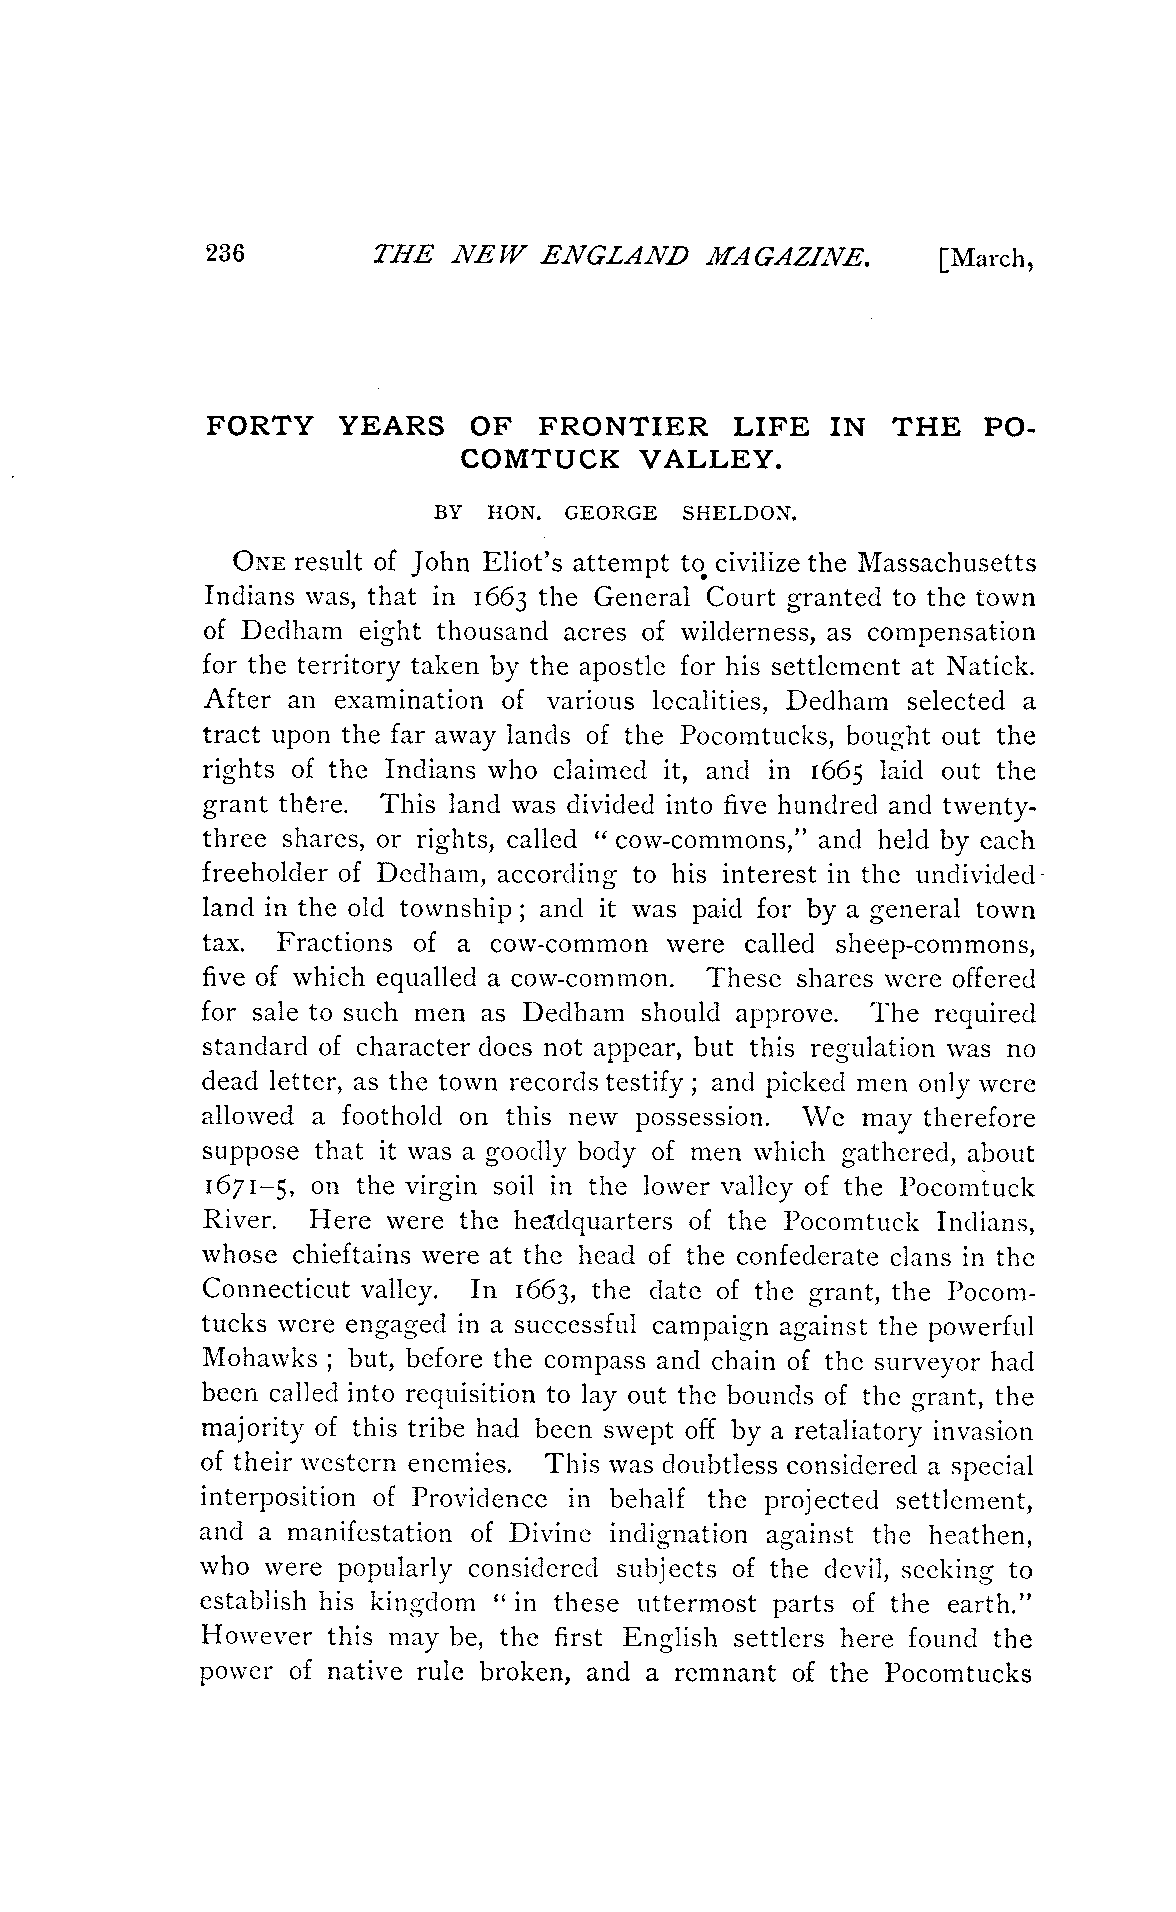 236 THE NEW ENGLAND MAGAZINE. [March,
FORTY YEARS OF FRONTIER LIFE IN THE PO-
COMTUCK VALLEY.
BY HON. GEORGE SHELDON.
ONE result of John Eliot's attempt to civilize the Massachusetts
Indians was, that in 1663 the General Court granted to the town
of Dedham eight thousand acres of wilderness, as compensation
for the territory taken by the apostle for his settlement at Natick.
After an examination of various localities, Dedham selected a
tract upon the far away lands of the Pocomtucks, bought out the
rights of the Indians who claimed it, and in 1665 laid out the
grant there. This land was divided into five hundred and twenty-
three shares, or rights, called "cow-commons," and held by each
freeholder of Dedham, according to his interest in the undivided
land in the old township; and it was paid for by a general town
tax. Fractions of a cow-common were called sheep-commons,
five of which equalled a cow-common. These shares were offered
for sale to such men as Dedham should approve. The required
standard of character does not appear, but this regulation was no
dead letter, as the town records testify; and picked men only were
allowed a foothold on this new possession. We may therefore
suppose that it was a goodly body of men which gathered, about
1671-5, on the virgin soil in the lower valley of the Pocomtuck
River. Here were the headquarters of the Pocomtuck Indians,
whose chieftains were at the head of the confederate clans in the
Connecticut valley. In 1663, the date of the grant, the Pocom-
tucks were engaged in a successful campaign against the powerful
Mohawks; but, before the compass and chain of the surveyor had
been called into requisition to lay out the bounds of the grant, the
majority of this tribe had been swept off by a retaliatory invasion
of their western enemies. This was doubtless considered a special
interposition of Providence in behalf the projected settlement,
and a manifestation of Divine indignation against the heathen,
who were popularly considered subjects of the devil, seeking to
establish his kingdom "in these uttermost parts of the earth."
However this may be, the first English settlers here found the
power of native rule broken, and a remnant of the Pocomtucks